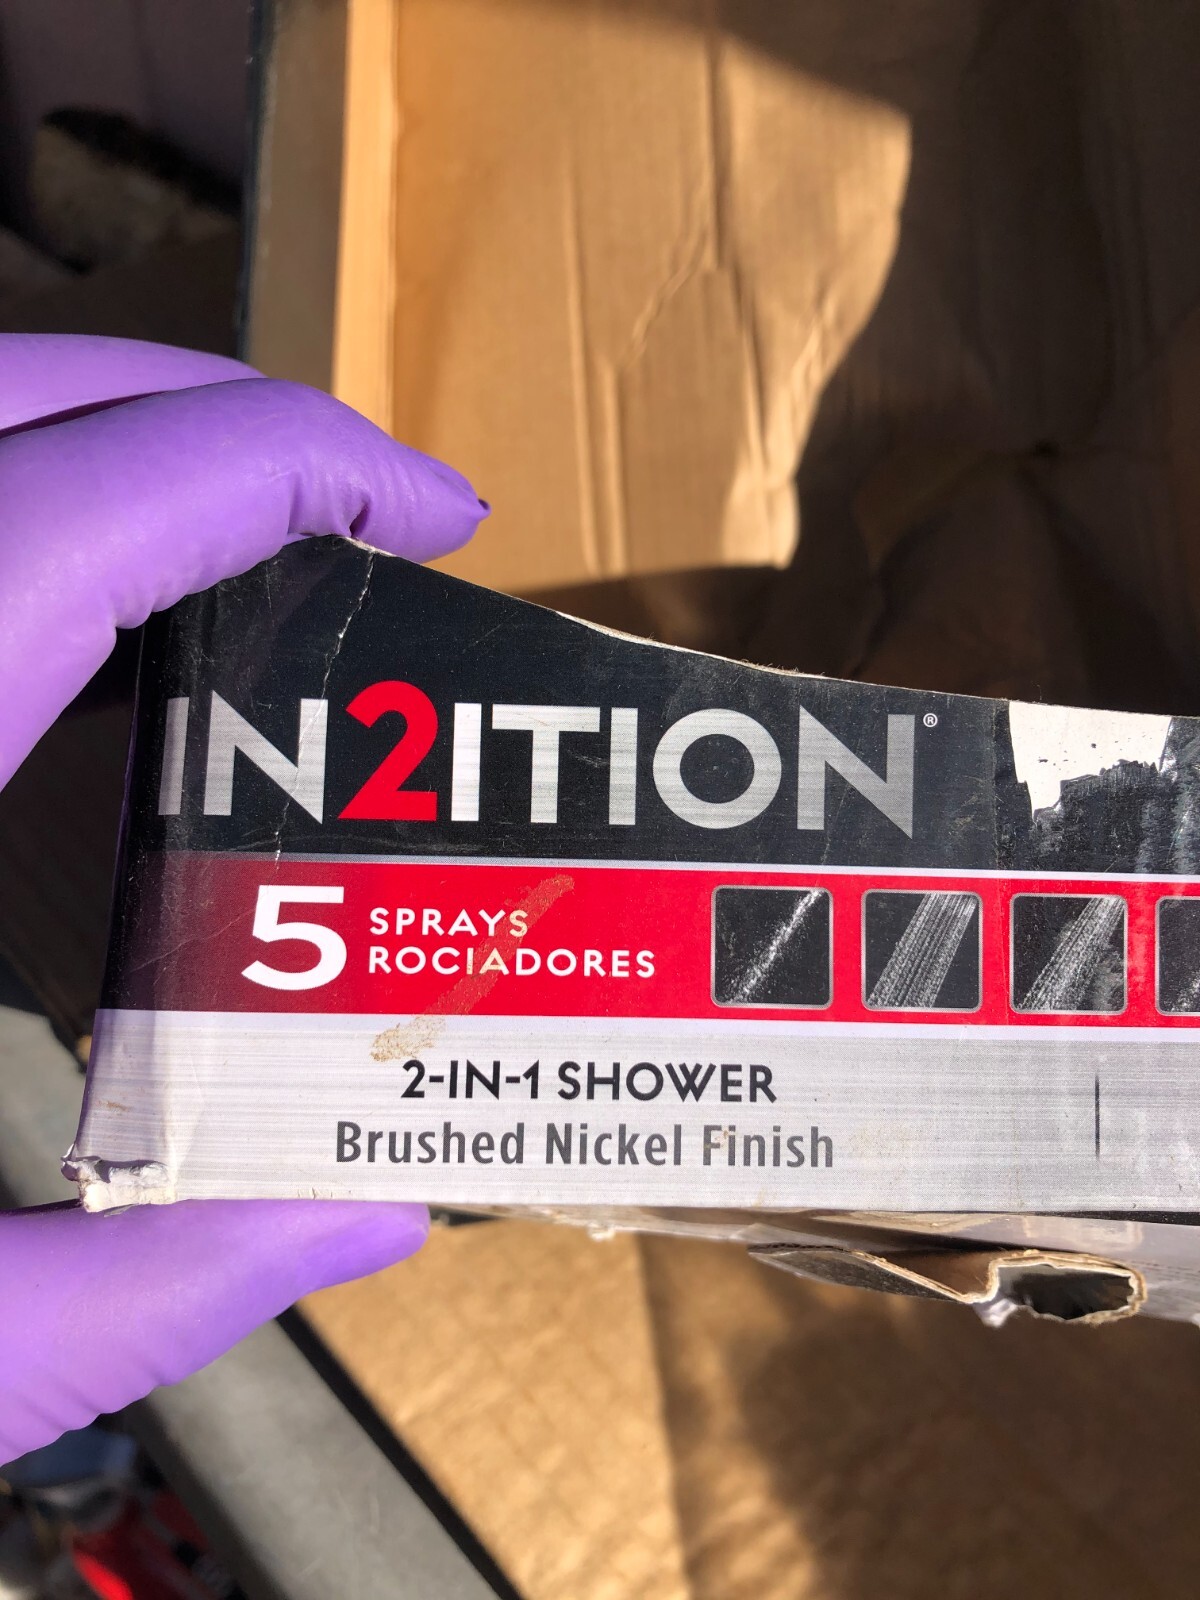 IN2ITION®
5 SPRAYS
ROCIADORES
2-IN-1 SHOWER
Brushed Nickel Finish